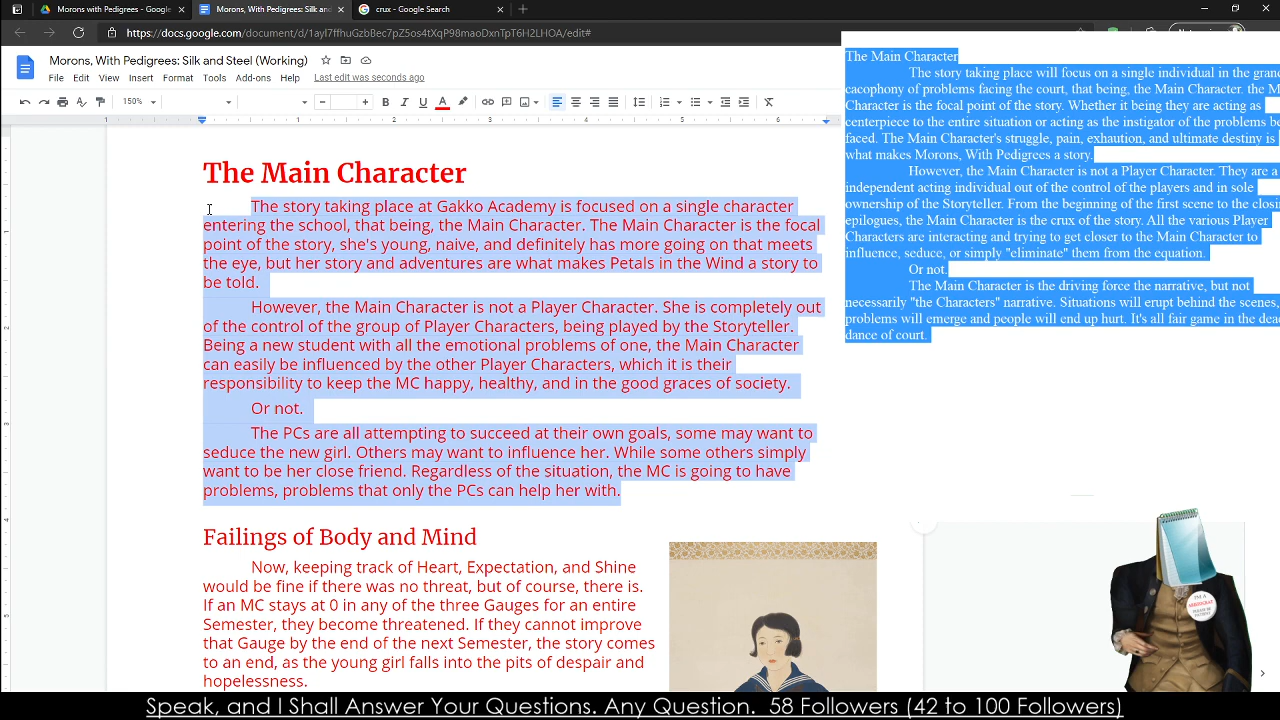 Morons with Pedigrees - Google
Morons, With Pedigrees: Silk and
crux - Google Search
https://docs.google.com/document/d/1ayI7ffhuGzbBec7pZ5os4tXqP98maoDxnTpT6H2LHOA/edit#
Morons, With Pedigrees: Silk and Steel (Working)
File Edit View Insert Format Tools Add-ons Help Last edit was seconds ago
150%
The Main Character
The story taking place at Gakko Academy is focused on a single character
entering the school, that being, the Main Character. The Main Character is the focal
point of the story, she's young, naive, and definitely has more going on that meets
the eye, but her story and adventures are what makes Petals in the Wind a story to
be told.
However, the Main Character is not a Player Character. She is completely out
of the control of the group of Player Characters, being played by the Storyteller.
Being a new student with all the emotional problems of one, the Main Character
can easily be influenced by the other Player Characters, which it is their
responsibility to keep the MC happy, healthy, and in the good graces of society.
Or not.
The PCs are all attempting to succeed at their own goals, some may want to
seduce the new girl. Others may want to influence her. While some others simply
want to be her close friend. Regardless of the situation, the MC is going to have
problems, problems that only the PCs can help her with.
Failings of Body and Mind
Now, keeping track of Heart, Expectation, and Shine
would be fine if there was no threat, but of course, there is.
If an MC stays at 0 in any of the three Gauges for an entire
Semester, they become threatened. If they cannot improve
that Gauge by the end of the next Semester, the story comes
to an end, as the young girl falls into the pits of despair and
hopelessness.
The Main Character
The story taking place will focus on a single individual in the gran
cacophony of problems facing the court, that being, the Main Character. the M
Character is the focal point of the story. Whether it being they are acting as
centerpiece to the entire situation or acting as the instigator of the problems be
faced. The Main Character's struggle, pain, exhaution, and ultimate destiny is
what makes Morons, With Pedigrees a story.
However, the Main Character is not a Player Character. They are a
independent acting individual out of the control of the players and in sole
ownership of the Storyteller. From the beginning of the first scene to the closi
epilogues, the Main Character is the crux of the story. All the various Player
Characters are interacting and trying to get closer to the Main Character to
influence, seduce, or simply "eliminate" them from the equation.
Or not.
The Main Character is the driving force the narrative, but not
necessarily "the Characters" narrative. Situations will erupt behind the scenes,
problems will emerge and people will end up hurt. It's all fair game in the dead
dance of court.
I'M A
Speak, and I Shall Answer Your Questions. Any Question. 58 Followers (42 to 100 Followers)